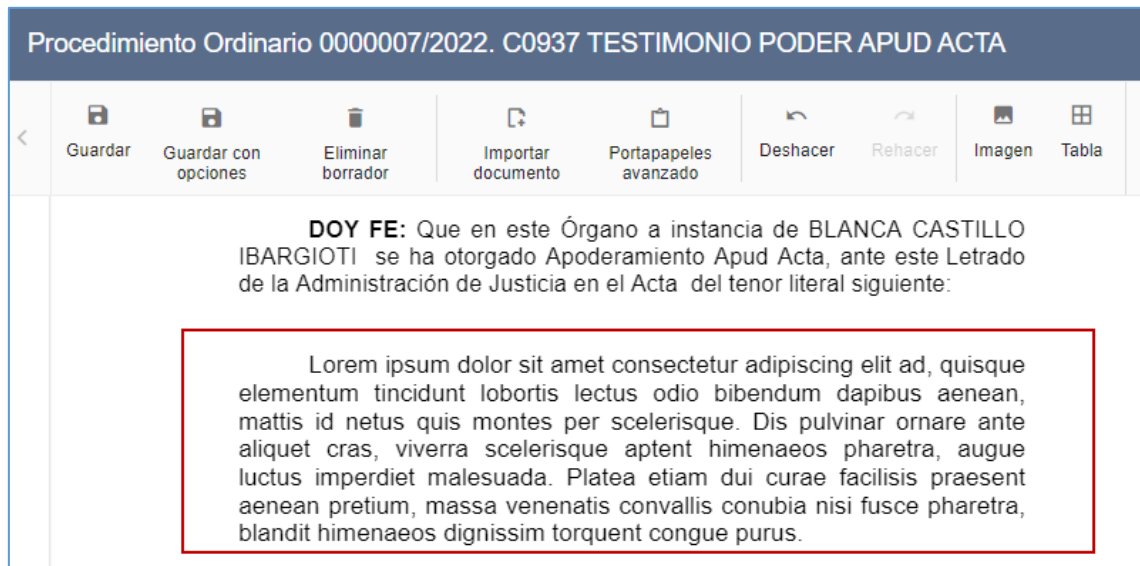 Procedimiento Ordinario 0000007/2022. C0937 TESTIMONIO PODER APUD ACTA
Guardar
Guardar con
opciones
Eliminar
borrador
Importar
documento
Portapapeles
avanzado
Deshacer
Rehacer
Imagen
Tabla
DOY FE: Que en este Órgano a instancia de BLANCA CASTILLO
IBARGIOTI se ha otorgado Apoderamiento Apud Acta, ante este Letrado
de la Administración de Justicia en el Acta del tenor literal siguiente:
Lorem ipsum dolor sit amet consectetur adipiscing elit ad, quisque
elementum tincidunt lobortis lectus odio bibendum dapibus aenean,
mattis id netus quis montes per scelerisque. Dis pulvinar ornare ante
aliquet cras, viverra scelerisque aptent himenaeos pharetra, augue
luctus imperdiet malesuada. Platea etiam dui curae facilisis praesent
aenean pretium, massa venenatis convallis conubia nisi fusce pharetra,
blandit himenaeos dignissim torquent congue purus.